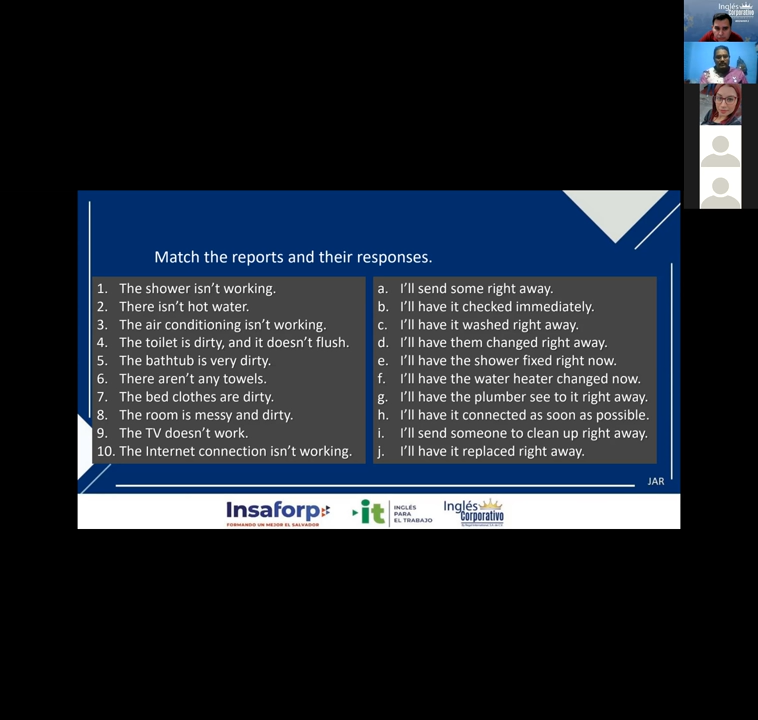 Inglés
Corporativo
Match the reports and their responses.
1. The shower isn't working.
2. There isn't hot water.
3. The air conditioning isn't working.
4. The toilet is dirty, and it doesn't flush.
5. The bathtub is very dirty.
6. There aren't any towels.
7. The bed clothes are dirty.
8. The room is messy and dirty.
9. The TV doesn't work.
10. The Internet connection isn't working.
a. I'll send some right away.
b. I'll have it checked immediately.
c. I'll have it washed right away.
d. I'll have them changed right away.
e. I'll have the shower fixed right now.
f. I'll have the water heater changed now.
g. I'll have the plumber see to it right away.
h. I'll have it connected as soon as possible.
i. I'll send someone to clean up right away.
j. I'll have it replaced right away.
JAR
Insaforp
FORMANDO UN MEJOR EL SALVADOR
it
INGLÉS
PARA
EL TRABAJO
Inglés
Corporativo